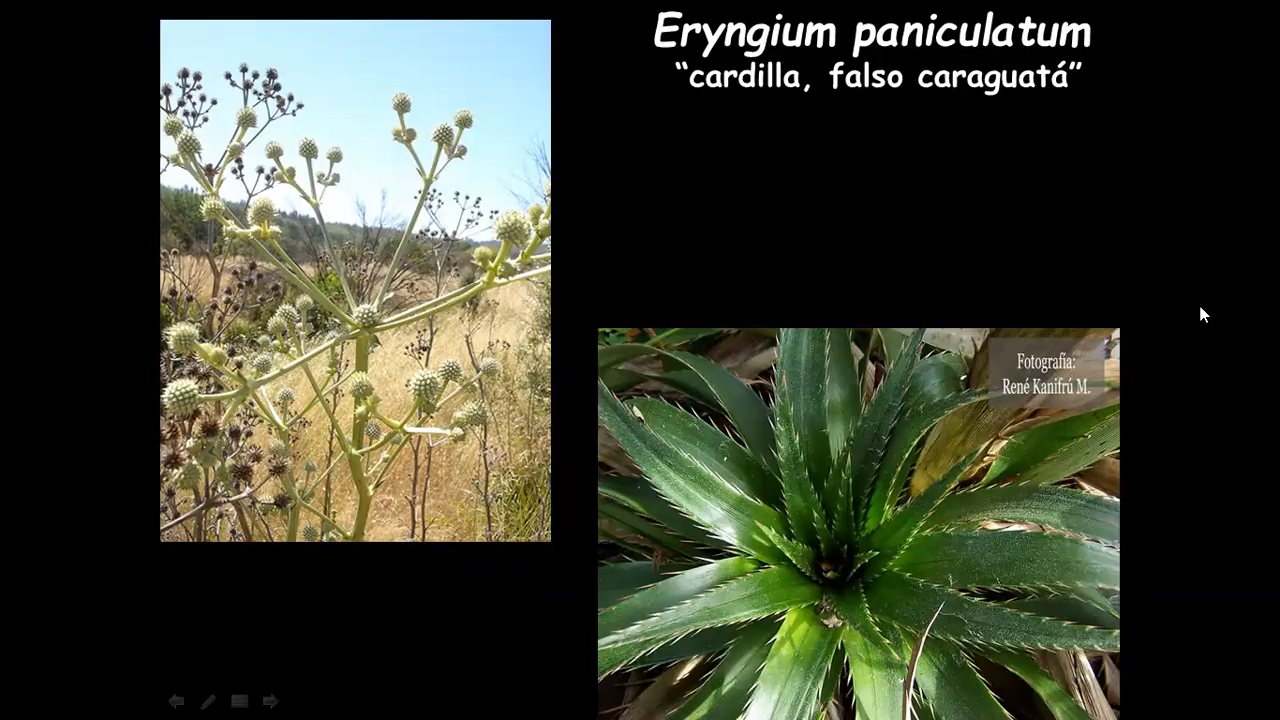 Eryngium paniculatum
“cardilla, falso caraguatá”
Fotografía:
René Kanifrú M.